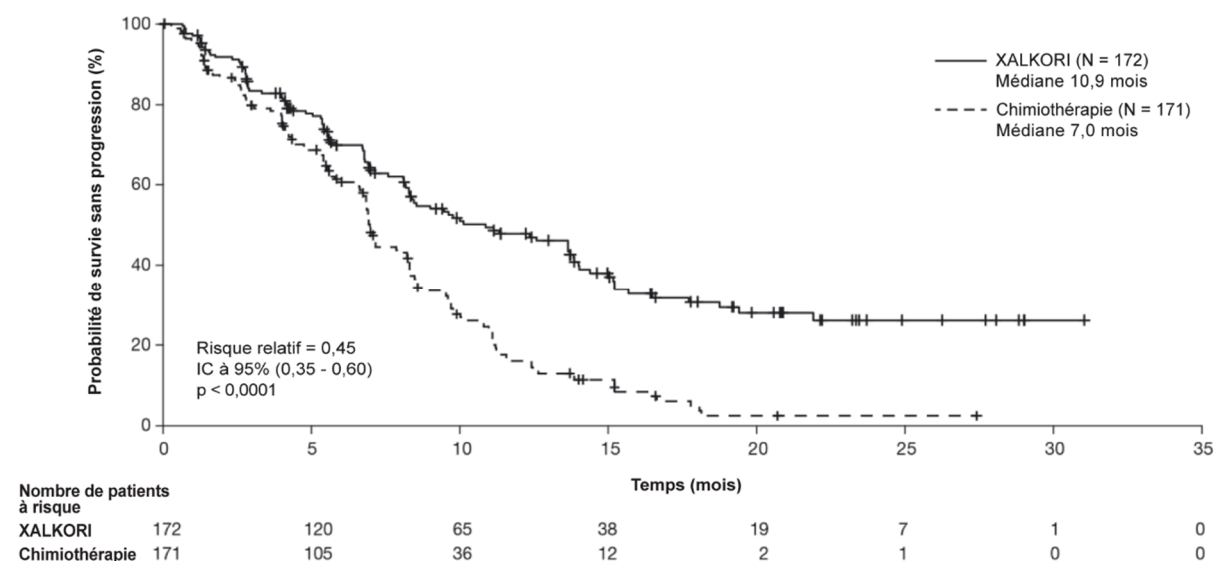 Probabilité de survie sans progression (%)
100
80
60
40
20
0
XALKORI (N = 172)
Médiane 10,9 mois
Chimiothérapie (N = 171)
Médiane 7,0 mois
Risque relatif = 0,45
IC à 95% (0,35 - 0,60)
p < 0,0001
0 5 10 15 20 25 30 35
Temps (mois)
Nombre de patients
à risque
XALKORI 172 120 65 38 19 7 1 0
Chimiothérapie 171 105 36 12 2 1 0 0